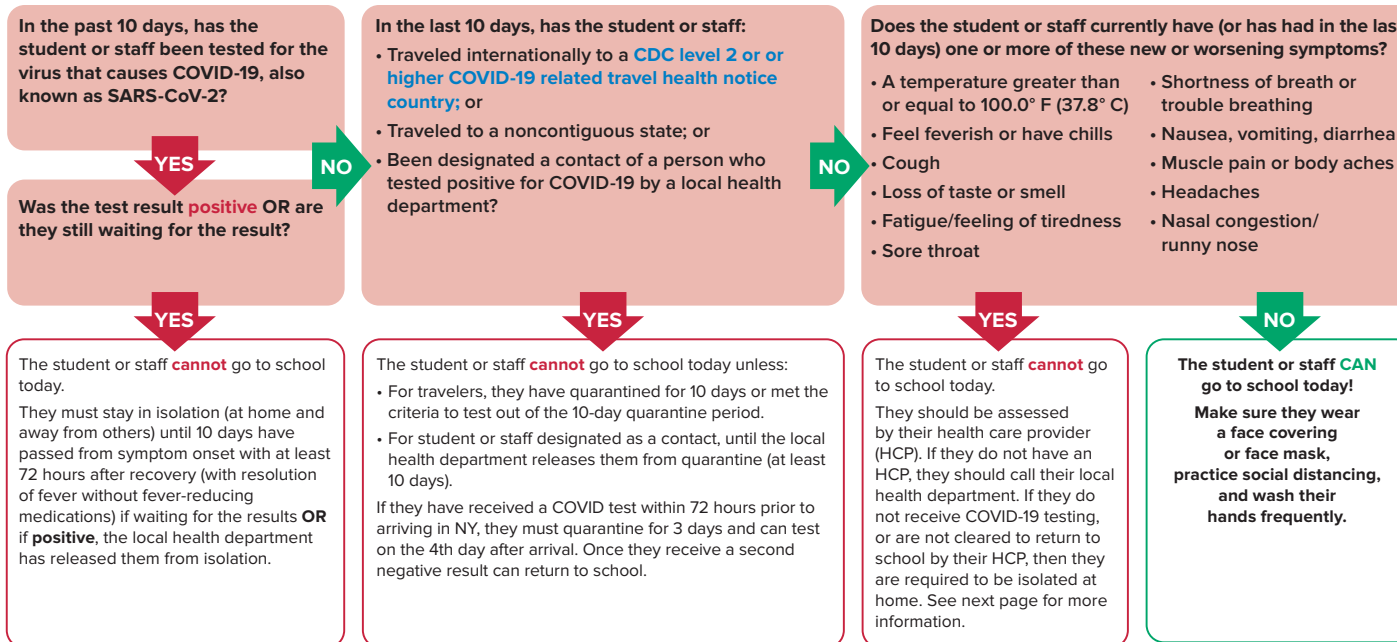 In the past 10 days, has the
student or staff been tested for the
virus that causes COVID-19, also
known as SARS-CoV-2?
YES
NO
Was the test result positive OR are
they still waiting for the result?
YES
The student or staff cannot go to school
today.
They must stay in isolation (at home and
away from others) until 10 days have
passed from symptom onset with at least
72 hours after recovery (with resolution
of fever without fever-reducing
medications) if waiting for the results OR
if positive, the local health department
has released them from isolation.
In the last 10 days, has the student or staff:
• Traveled internationally to a CDC level 2 or or
higher COVID-19 related travel health notice
country; or
• Traveled to a noncontiguous state; or
• Been designated a contact of a person who
tested positive for COVID-19 by a local health
department?
NO
YES
The student or staff cannot go to school today unless:
• For travelers, they have quarantined for 10 days or met the
criteria to test out of the 10-day quarantine period.
• For student or staff designated as a contact, until the local
health department releases them from quarantine (at least
10 days).
If they have received a COVID test within 72 hours prior to
arriving in NY, they must quarantine for 3 days and can test
on the 4th day after arrival. Once they receive a second
negative result can return to school.
Does the student or staff currently have (or has had in the las
10 days) one or more of these new or worsening symptoms?
• A temperature greater than
or equal to 100.0° F (37.8° C)
• Feel feverish or have chills
• Cough
• Loss of taste or smell
• Fatigue/feeling of tiredness
• Sore throat
• Shortness of breath or
trouble breathing
• Nausea, vomiting, diarrhea
• Muscle pain or body aches
• Headaches
• Nasal congestion/
runny nose
YES
The student or staff cannot go
to school today.
They should be assessed
by their health care provider
(HCP). If they do not have an
HCP, they should call their local
health department. If they do
not receive COVID-19 testing,
or are not cleared to return to
school by their HCP, then they
are required to be isolated at
home. See next page for more
information.
NO
The student or staff CAN
go to school today!
Make sure they wear
a face covering
or face mask,
practice social distancing,
and wash their
hands frequently.